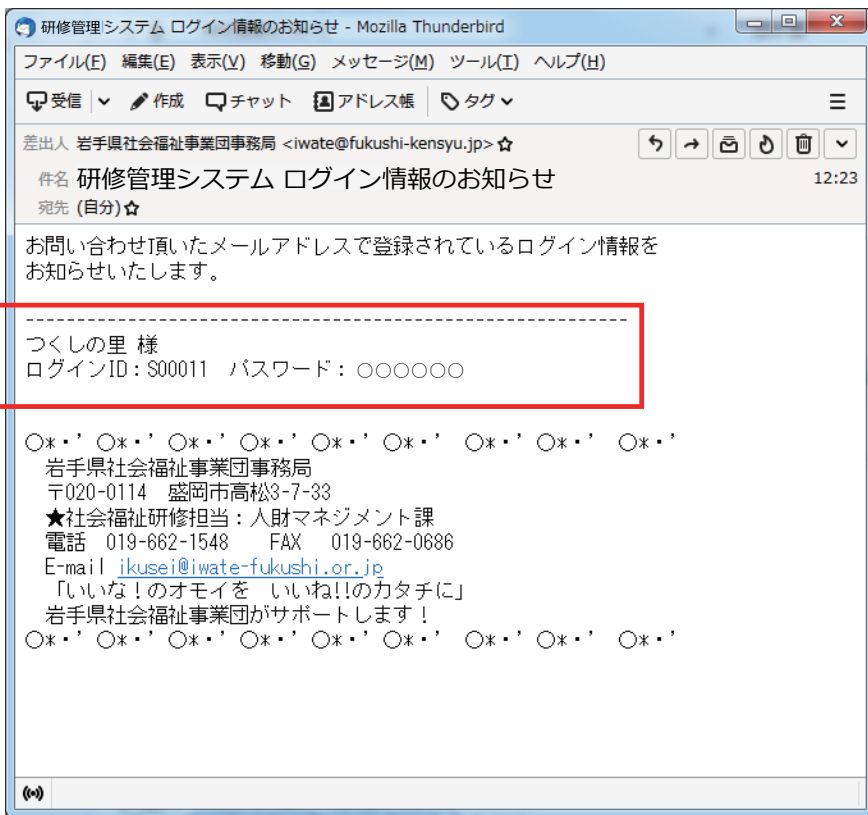 研修管理システム ログイン情報のお知らせ - Mozilla Thunderbird
ファイル(F) 編集(E) 表示(V) 移動(G) メッセージ(M) ツール(T) ヘルプ(H)
受信 作成 チャット アドレス帳 タグ
差出人 岩手県社会福祉事業団事務局 <iwate@fukushi-kensyu.jp>
件名 研修管理システム ログイン情報のお知らせ 12:23
宛先 (自分)
お問い合わせ頂いたメールアドレスで登録されているログイン情報を
お知らせいたします。
------------------------------------------------------------
つくしの里 様
ログインID:S00011 パスワード:○○○○○○
○*・' ○*・' ○*・' ○*・' ○*・' ○*・' ○*・' ○*・' ○*・'
岩手県社会福祉事業団事務局
〒020-0114 盛岡市高松3-7-33
★社会福祉研修担当:人財マネジメント課
電話 019-662-1548 FAX 019-662-0686
E-mail ikusei@iwate-fukushi.or.jp
「いいな!のオモイを いいね!!のカタチに」
岩手県社会福祉事業団がサポートします!
○*・' ○*・' ○*・' ○*・' ○*・' ○*・' ○*・' ○*・' ○*・'